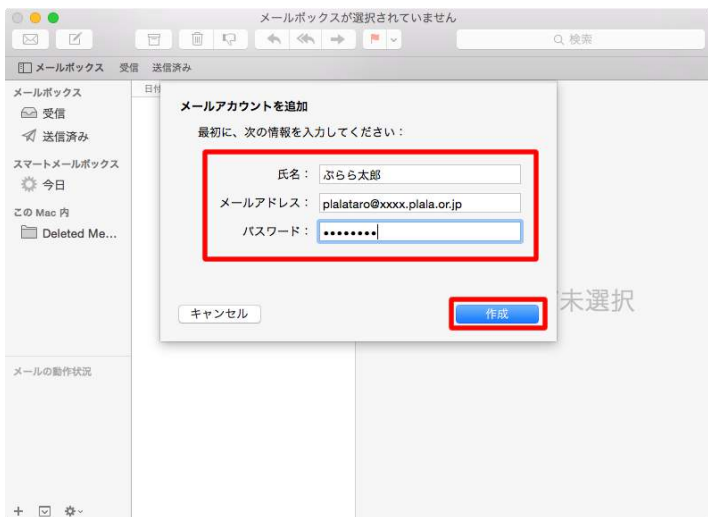 メールボックスが選択されていません
検索
メールボックス 受信 送信済み
メールボックス
受信
送信済み
スマートメールボックス
今日
この Mac 内
Deleted Me...
メールの動作状況
日付
メールアカウントを追加
最初に、次の情報を入力してください：
氏名： ぷらら太郎
メールアドレス： plalataro@xxxx.plala.or.jp
パスワード： ••••••••
キャンセル 作成
未選択